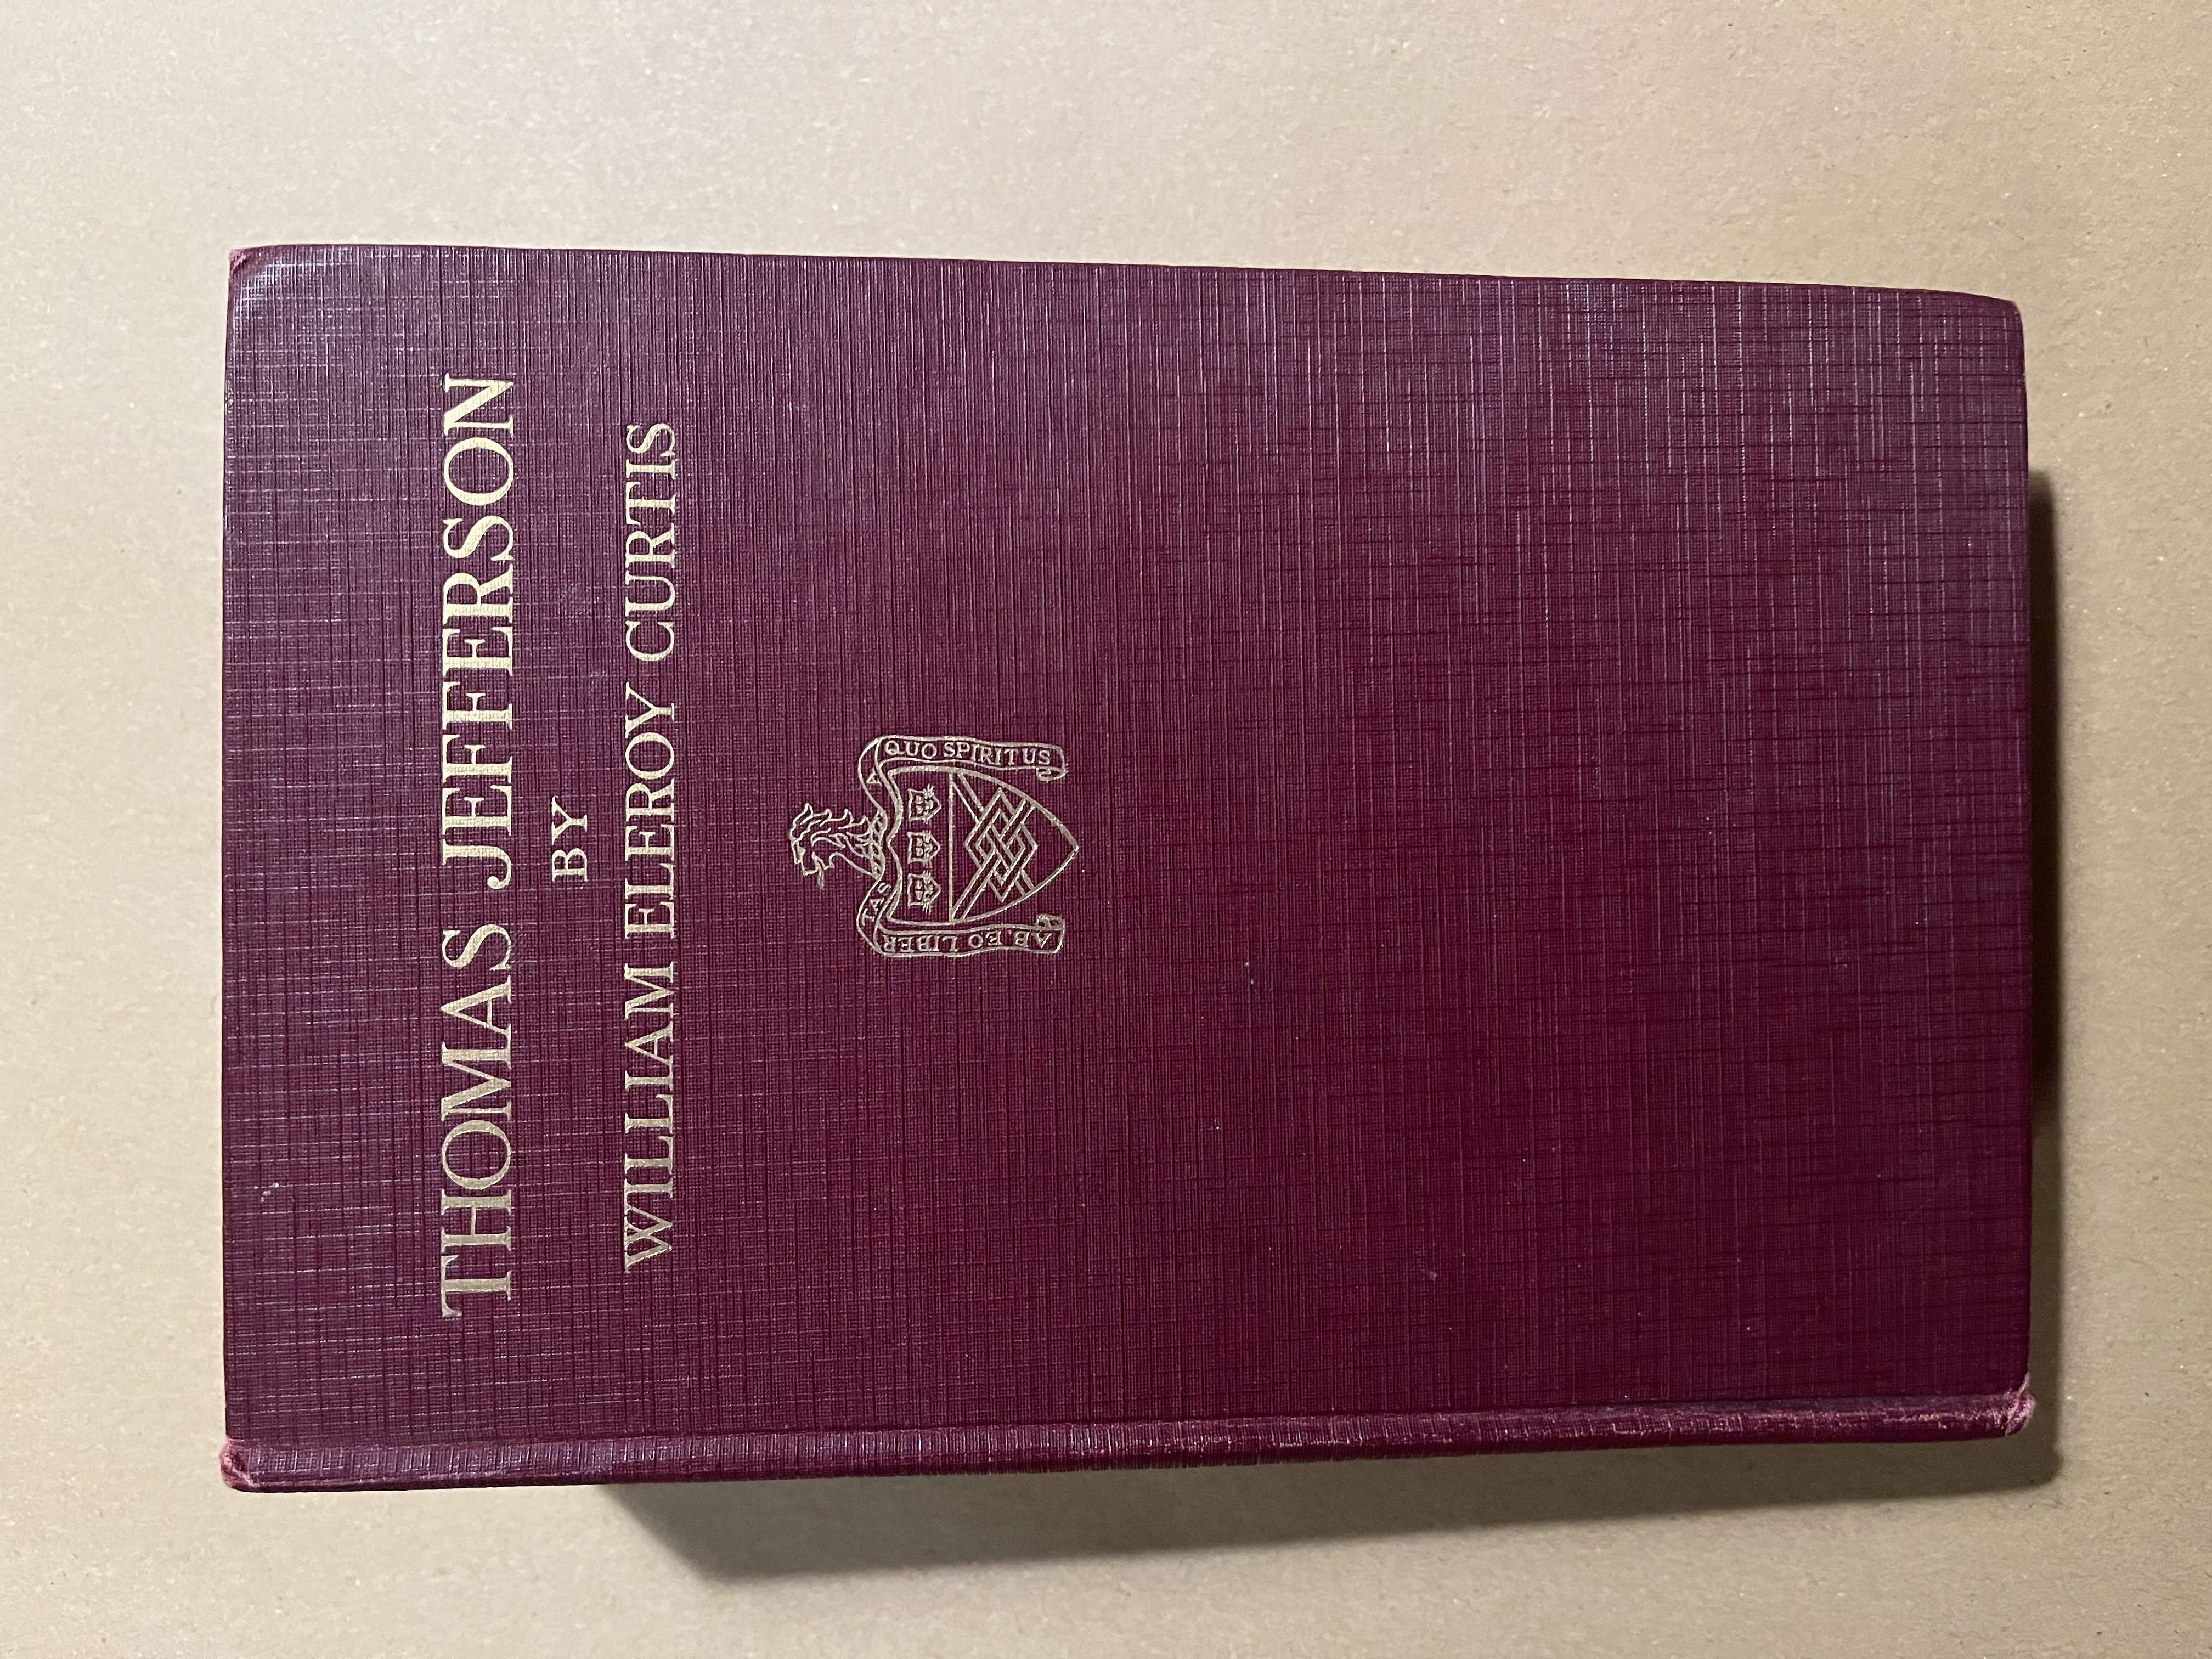 THOMAS JEFFERSON
BY
WILLIAM ELEROY CURTIS
AB. EO LIBERTAS A QUO SPIRITUS